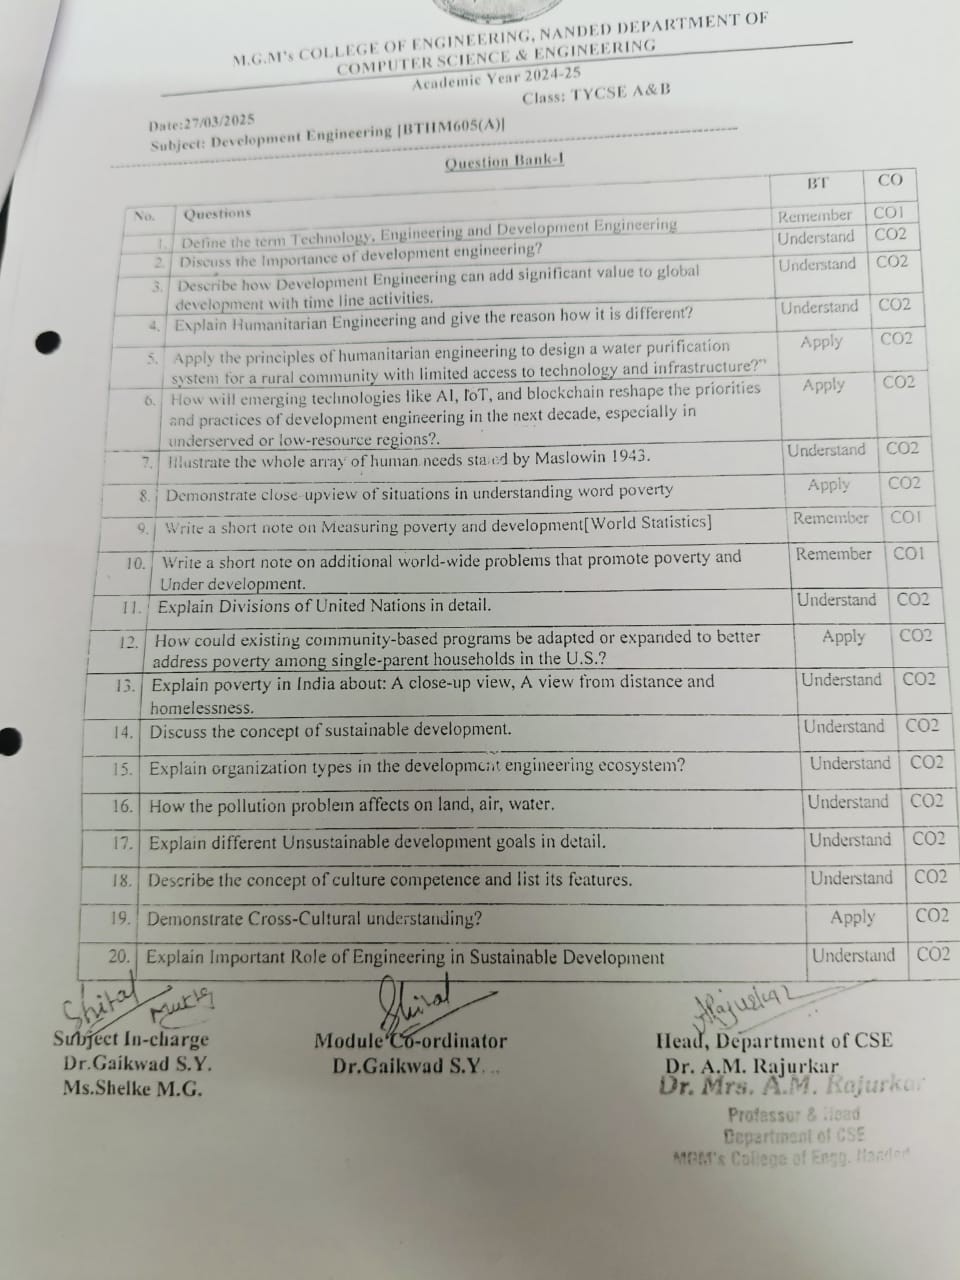 M.G.M's COLLEGE OF ENGINEERING, NANDED DEPARTMENT OF
COMPUTER SCIENCE & ENGINEERING
Academic Year 2024-25
Class: TYCSE A&B
Date:27/03/2025
Subject: Development Engineering [BTHM605(A)]
Question Bank-I
No. Questions BT CO
1. Define the term Technology, Engineering and Development Engineering Remember CO1
2. Discuss the Importance of development engineering? Understand CO2
3. Describe how Development Engineering can add significant value to global Understand CO2
development with time line activities.
4. Explain Humanitarian Engineering and give the reason how it is different? Understand CO2
5. Apply the principles of humanitarian engineering to design a water purification Apply CO2
system for a rural community with limited access to technology and infrastructure?"
6. How will emerging technologies like AI, IoT, and blockchain reshape the priorities Apply CO2
and practices of development engineering in the next decade, especially in
underserved or low-resource regions?.
7. Illustrate the whole array of human needs stated by Maslowin 1943. Understand CO2
8. Demonstrate close-upview of situations in understanding word poverty Apply CO2
9. Write a short note on Measuring poverty and development[World Statistics] Remember CO1
10. Write a short note on additional world-wide problems that promote poverty and Remember CO1
Under development.
11. Explain Divisions of United Nations in detail. Understand CO2
12. How could existing community-based programs be adapted or expanded to better Apply CO2
address poverty among single-parent households in the U.S.?
13. Explain poverty in India about: A close-up view, A view from distance and Understand CO2
homelessness.
14. Discuss the concept of sustainable development. Understand CO2
15. Explain organization types in the development engineering ecosystem? Understand CO2
16. How the pollution problem affects on land, air, water. Understand CO2
17. Explain different Unsustainable development goals in detail. Understand CO2
18. Describe the concept of culture competence and list its features. Understand CO2
19. Demonstrate Cross-Cultural understanding? Apply CO2
20. Explain Important Role of Engineering in Sustainable Development Understand CO2
Subject In-charge Module Co-ordinator Head, Department of CSE
Dr.Gaikwad S.Y. Dr.Gaikwad S.Y. Dr. A.M. Rajurkar
Ms.Shelke M.G. Dr. Mrs. A.M. Rajurkar
Professor & Head
Department of CSE
MGM's College of Engg. Nanded